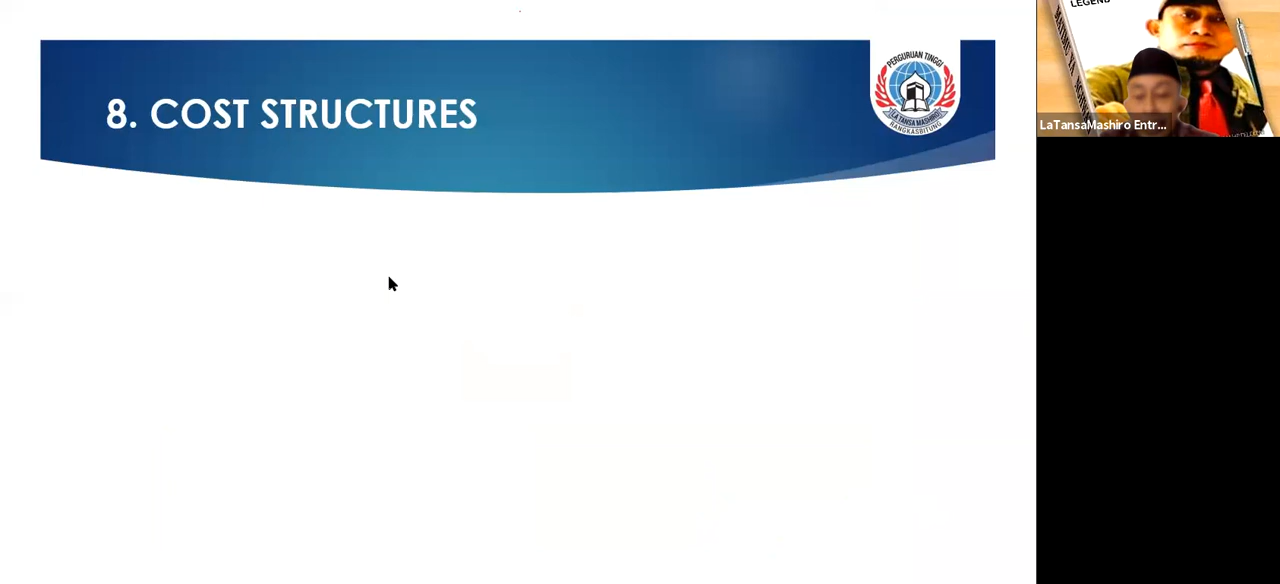 8. COST STRUCTURES
PERGURUAN TINGGI
LA TANSA MASHIRO
RANGKASBITUNG
LEGEND
LaTansaMashiro Entr...